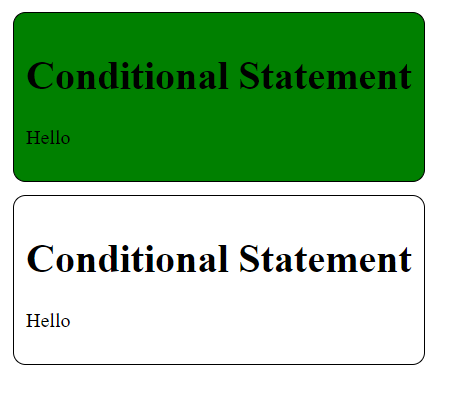 Conditional Statement
Hello
Conditional Statement
Hello